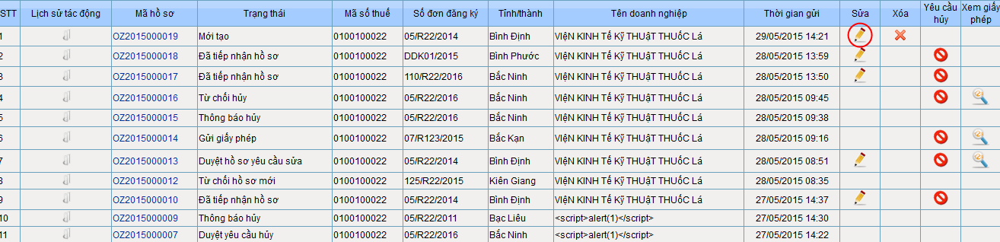 STT Lịch sử tác động Mã hồ sơ Trạng thái Mã số thuế Số đơn đăng ký Tỉnh/thành Tên doanh nghiệp Thời gian gửi Sửa Xóa Yêu cầu hủy Xem giấy phép
1 OZ2015000019 Mới tạo 0100100022 05/R22/2014 Bình Định VIệN KINH Tế Kỹ THUậT THUốC Lá 29/05/2015 14:21
2 OZ2015000018 Đã tiếp nhận hồ sơ 0100100022 DDK01/2015 Bình Phước VIệN KINH Tế Kỹ THUậT THUốC Lá 28/05/2015 13:59
3 OZ2015000017 Đã tiếp nhận hồ sơ 0100100022 110/R22/2016 Bắc Ninh VIệN KINH Tế Kỹ THUậT THUốC Lá 28/05/2015 13:50
4 OZ2015000016 Từ chối hủy 0100100022 05/R22/2016 Bắc Ninh VIệN KINH Tế Kỹ THUậT THUốC Lá 28/05/2015 09:45
5 OZ2015000015 Thông báo hủy 0100100022 05/R22/2016 Bắc Ninh VIệN KINH Tế Kỹ THUậT THUốC Lá 28/05/2015 09:38
6 OZ2015000014 Gửi giấy phép 0100100022 07/R123/2015 Bắc Kạn VIệN KINH Tế Kỹ THUậT THUốC Lá 28/05/2015 09:16
7 OZ2015000013 Duyệt hồ sơ yêu cầu sửa 0100100022 05/R22/2014 Bình Định VIệN KINH Tế Kỹ THUậT THUốC Lá 28/05/2015 08:51
8 OZ2015000012 Từ chối hồ sơ mới 0100100022 125/R22/2015 Kiên Giang VIệN KINH Tế Kỹ THUậT THUốC Lá 28/05/2015 08:35
9 OZ2015000010 Đã tiếp nhận hồ sơ 0100100022 05/R22/2014 Bình Định VIệN KINH Tế Kỹ THUậT THUốC Lá 27/05/2015 14:37
10 OZ2015000009 Thông báo hủy 0100100022 05/R22/2011 Bạc Liêu <script>alert(1)</script> 27/05/2015 14:30
11 OZ2015000007 Duyệt yêu cầu hủy 0100100022 05/R22/2016 Bắc Ninh <script>alert(1)</script> 27/05/2015 14:22